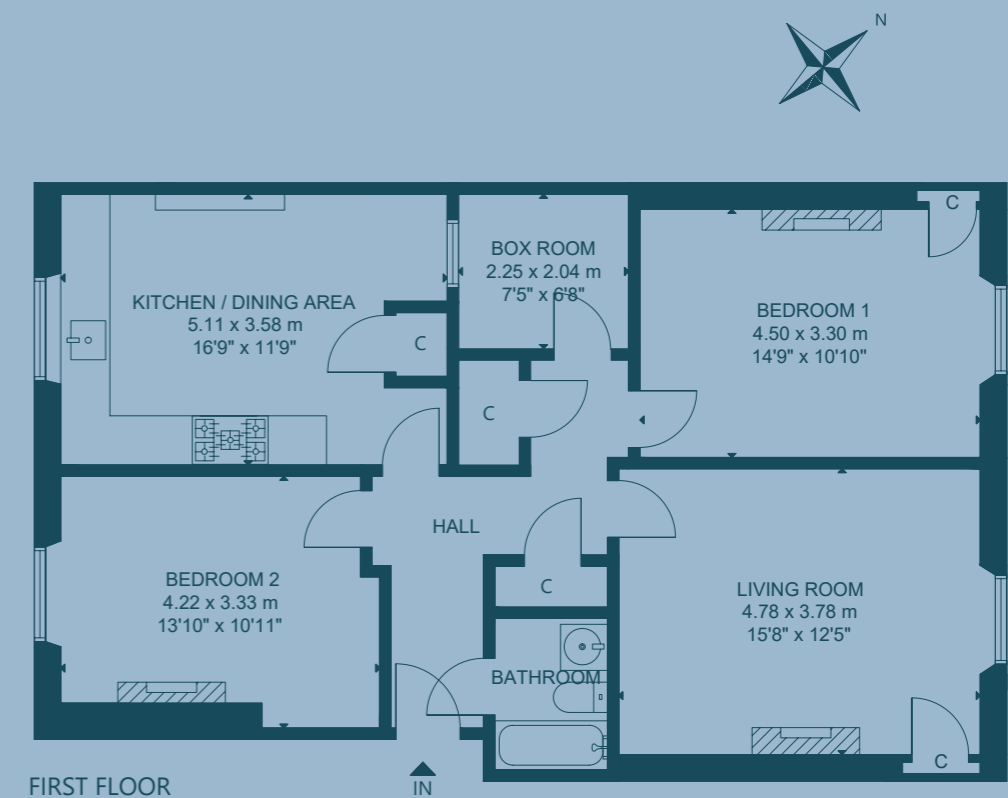 N
C
BOX ROOM
2.25 x 2.04 m
7'5" x 6'8"
KITCHEN / DINING AREA
5.11 x 3.58 m
16'9" x 11'9"
BEDROOM 1
4.50 x 3.30 m
14'9" x 10'10"
C
C
HALL
BEDROOM 2
4.22 x 3.33 m
13'10" x 10'11"
C
LIVING ROOM
4.78 x 3.78 m
15'8" x 12'5"
BATHROOM
C
FIRST FLOOR
IN